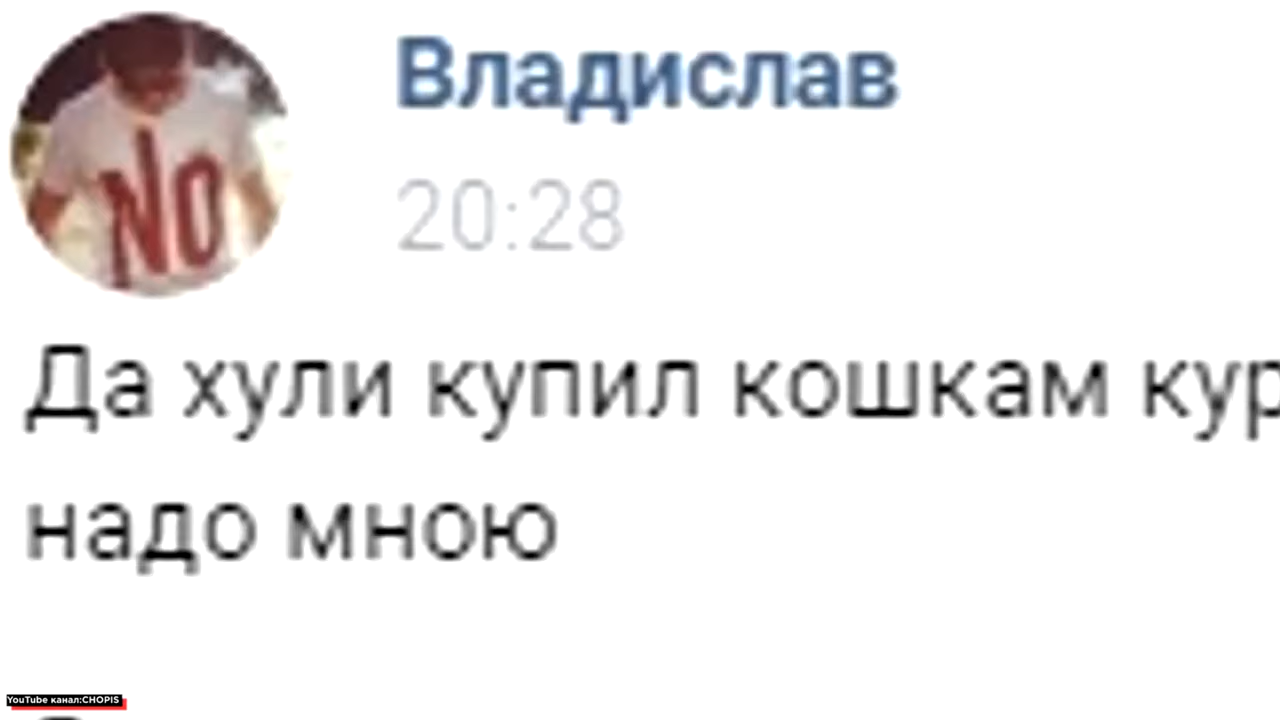 NO
Владислав
20:28
Да хули купил кошкам
надо мною
YouTube канал:CHOPIS